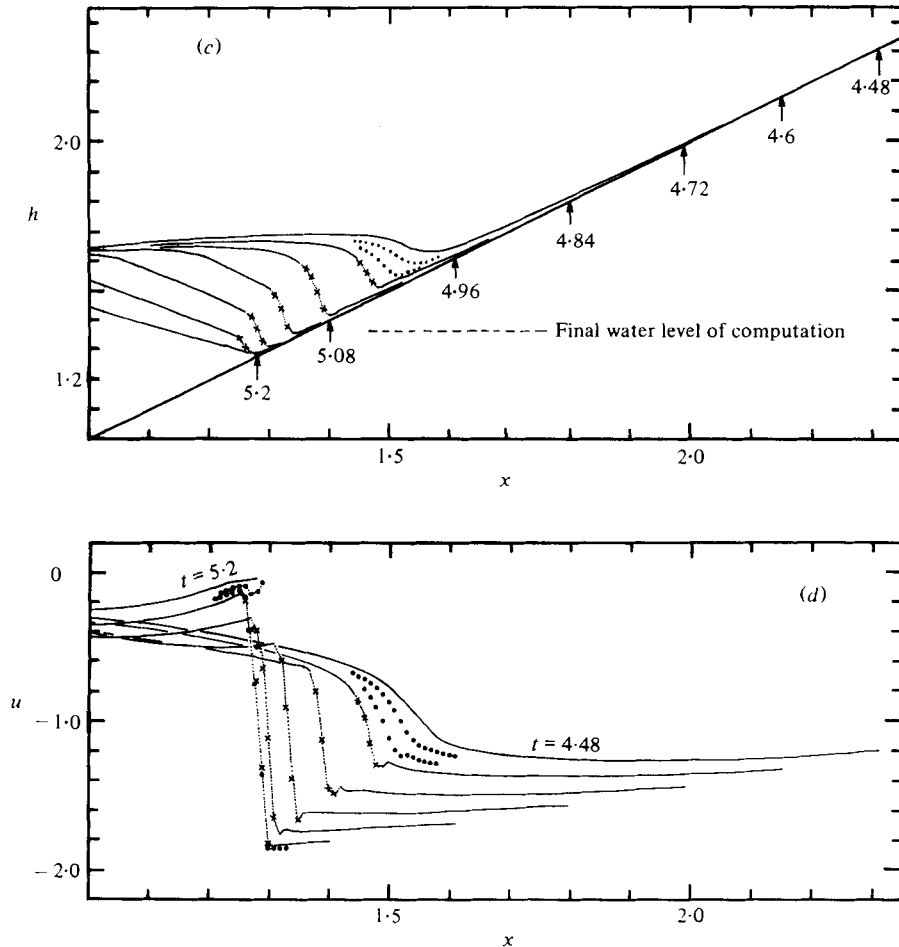 (c)
2·0
h
1·2
4·48
4·6
4·72
4·84
4·96
5·08
5·2
Final water level of computation
1·5
2·0
x
0
t = 5·2
(d)
u
−1·0
t = 4·48
−2·0
1·5
2·0
x